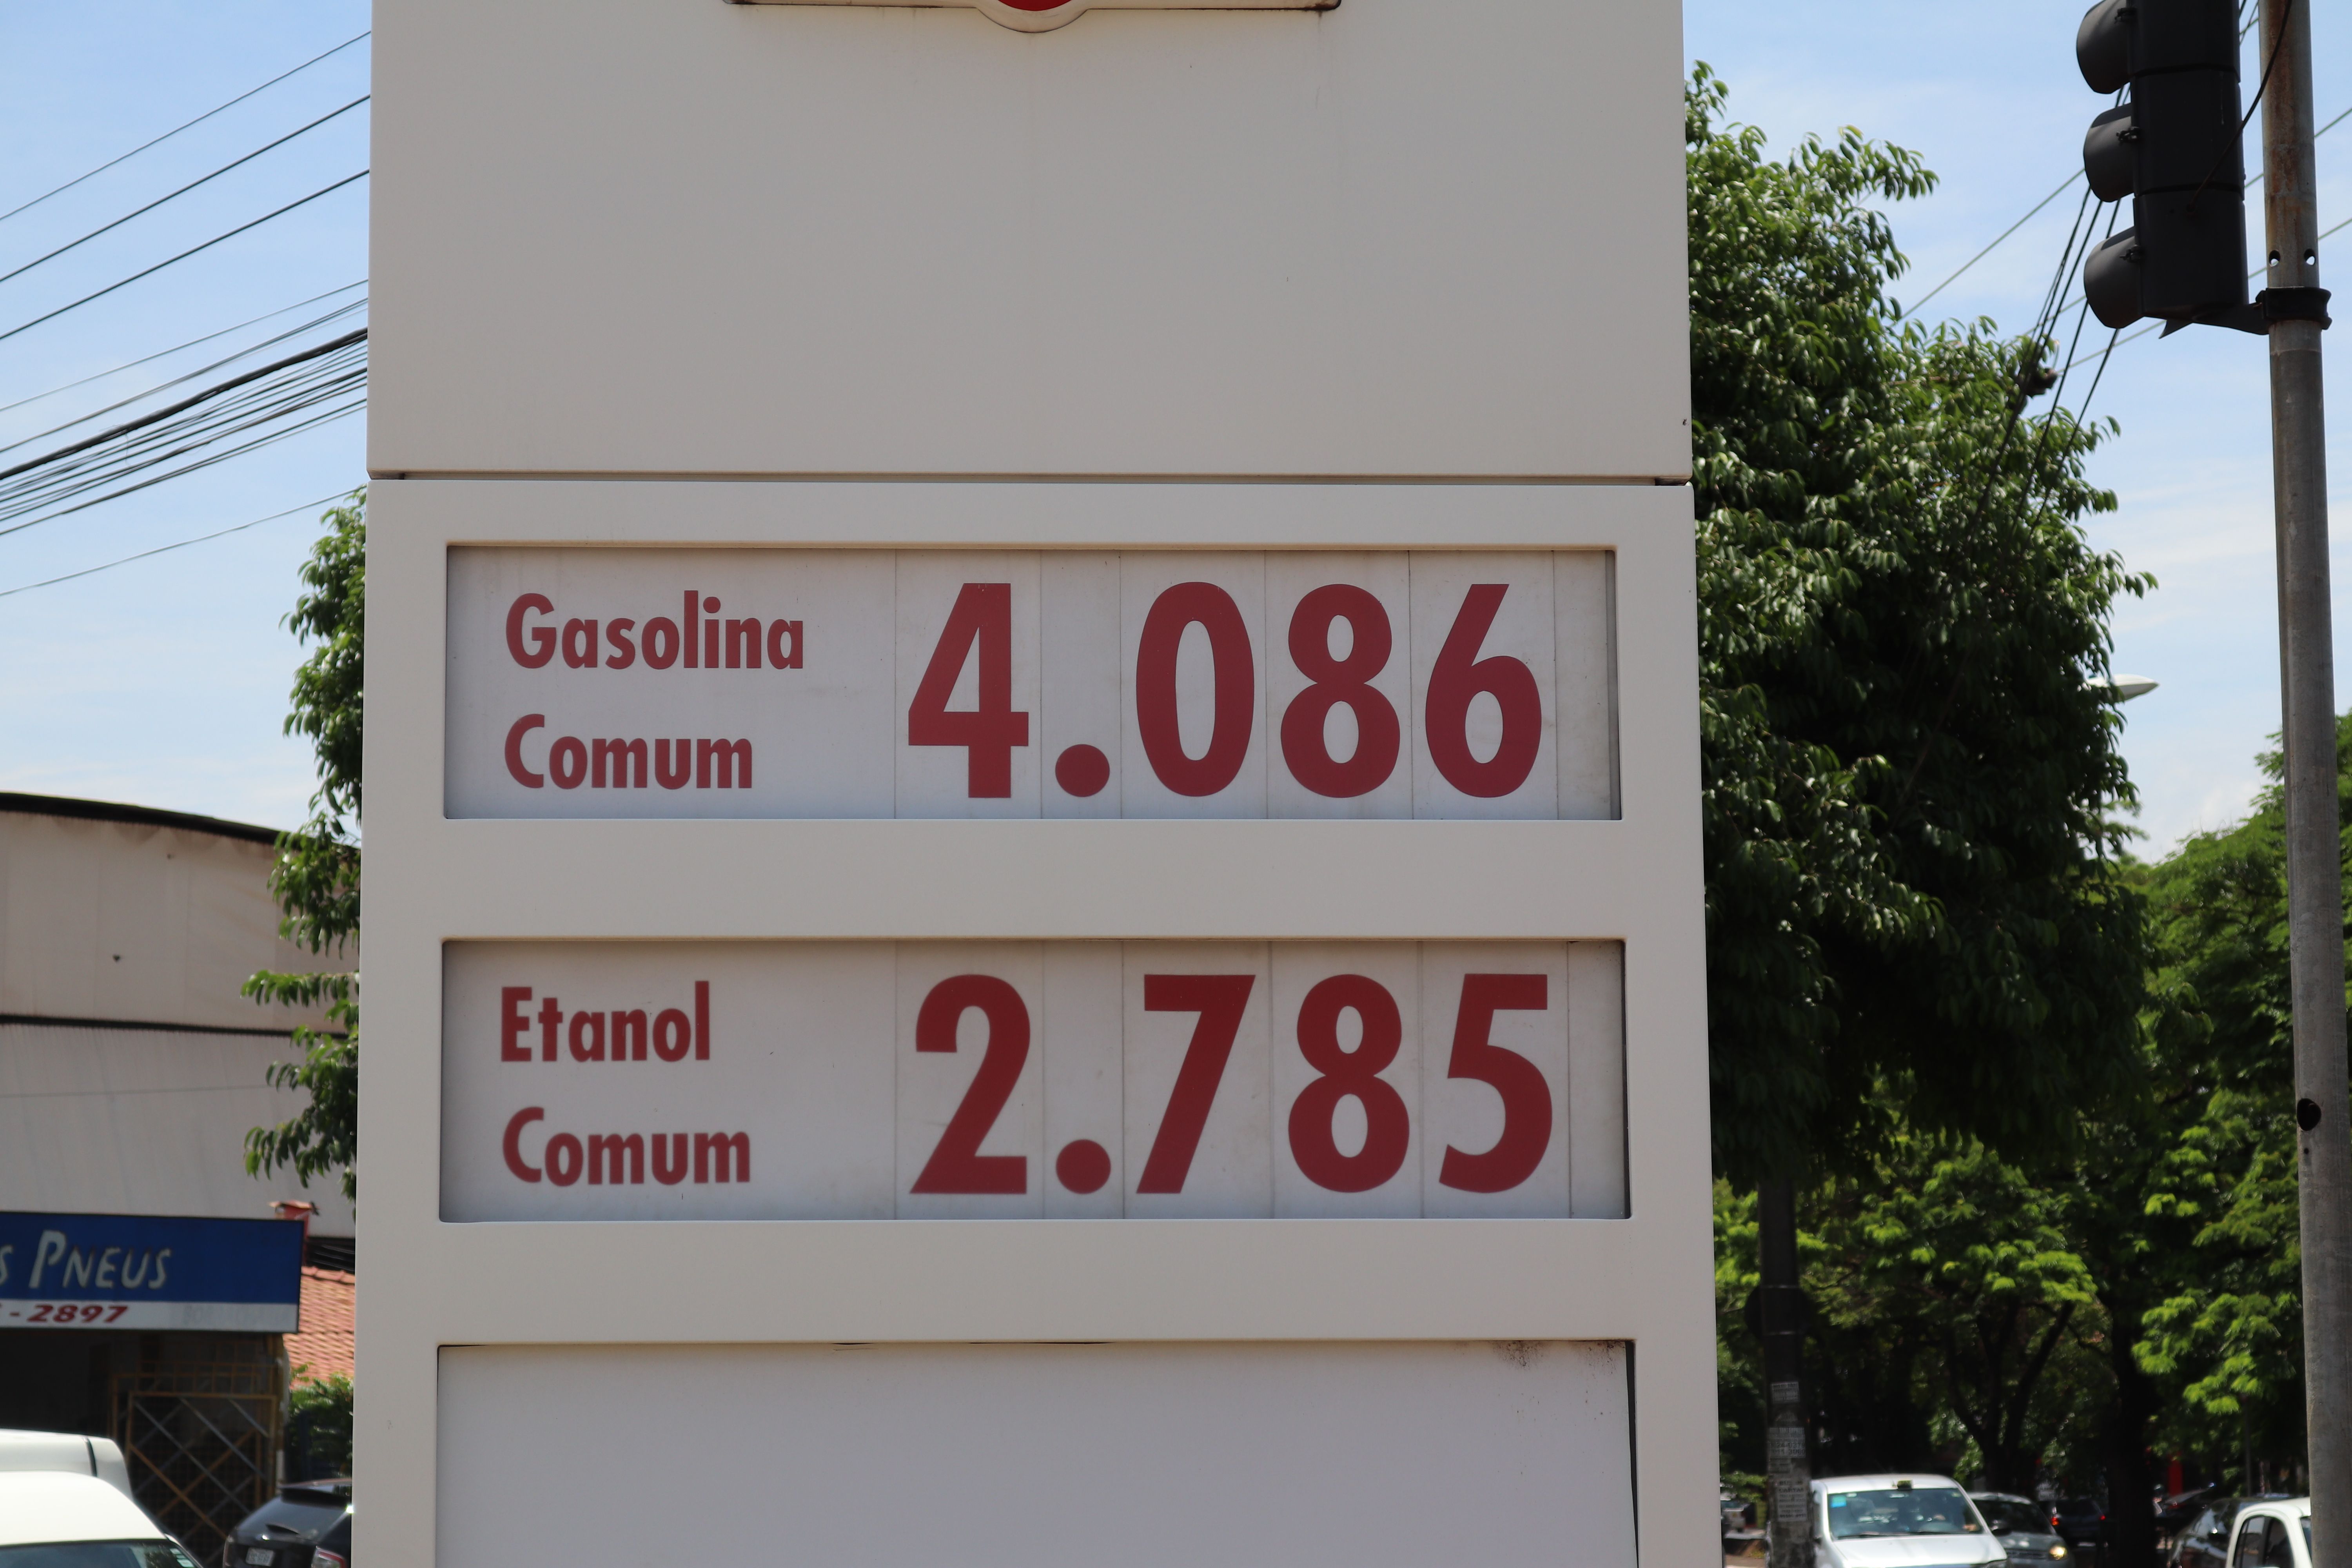 Gasolina
Comum
4.086
Etanol
Comum
2.785
s PNEUS
- 2897